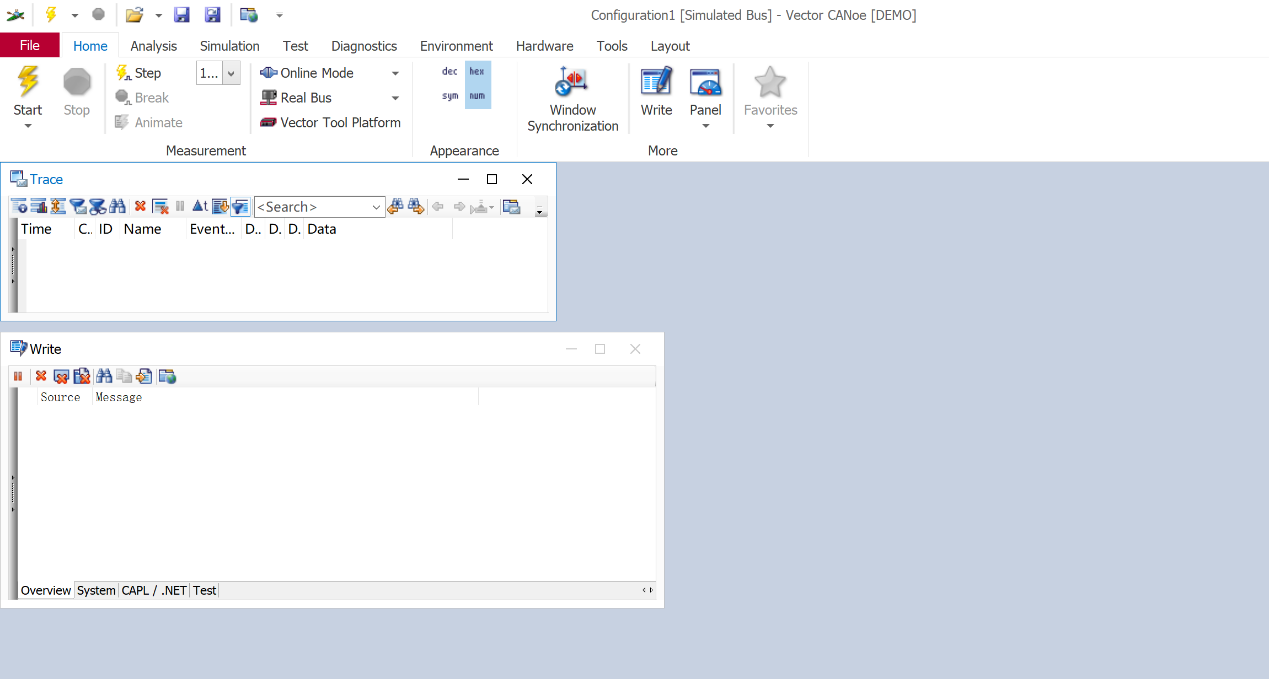 Configuration1 [Simulated Bus] - Vector CANoe [DEMO]
File Home Analysis Simulation Test Diagnostics Environment Hardware Tools Layout
Start Stop Step 1... Online Mode dec hex Window Synchronization Write Panel Favorites
Break Real Bus sym num
Animate Vector Tool Platform
Measurement Appearance More
Trace
<Search>
Time C.. ID Name Event... D.. D. D. Data
Write
Source Message
Overview System CAPL / .NET Test